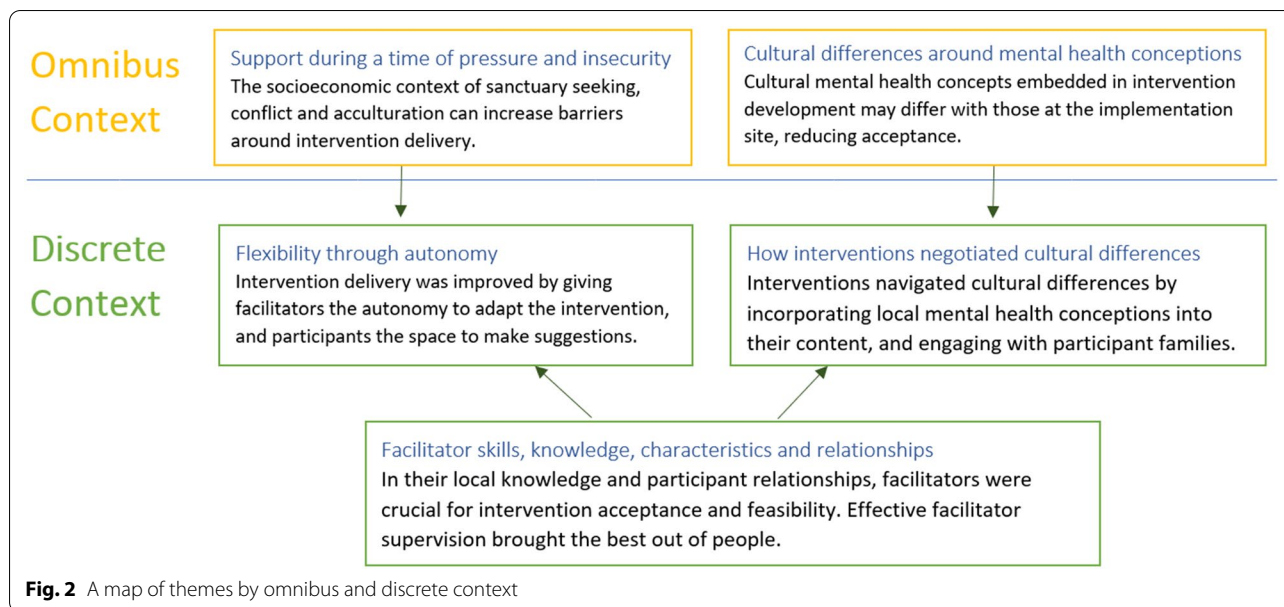 Omnibus
Context
Support during a time of pressure and insecurity
The socioeconomic context of sanctuary seeking,
conflict and acculturation can increase barriers
around intervention delivery.
Cultural differences around mental health conceptions
Cultural mental health concepts embedded in intervention
development may differ with those at the implementation
site, reducing acceptance.
Discrete
Context
Flexibility through autonomy
Intervention delivery was improved by giving
facilitators the autonomy to adapt the intervention,
and participants the space to make suggestions.
How interventions negotiated cultural differences
Interventions navigated cultural differences by
incorporating local mental health conceptions into
their content, and engaging with participant families.
Facilitator skills, knowledge, characteristics and relationships
In their local knowledge and participant relationships, facilitators were
crucial for intervention acceptance and feasibility. Effective facilitator
supervision brought the best out of people.
Fig. 2 A map of themes by omnibus and discrete context